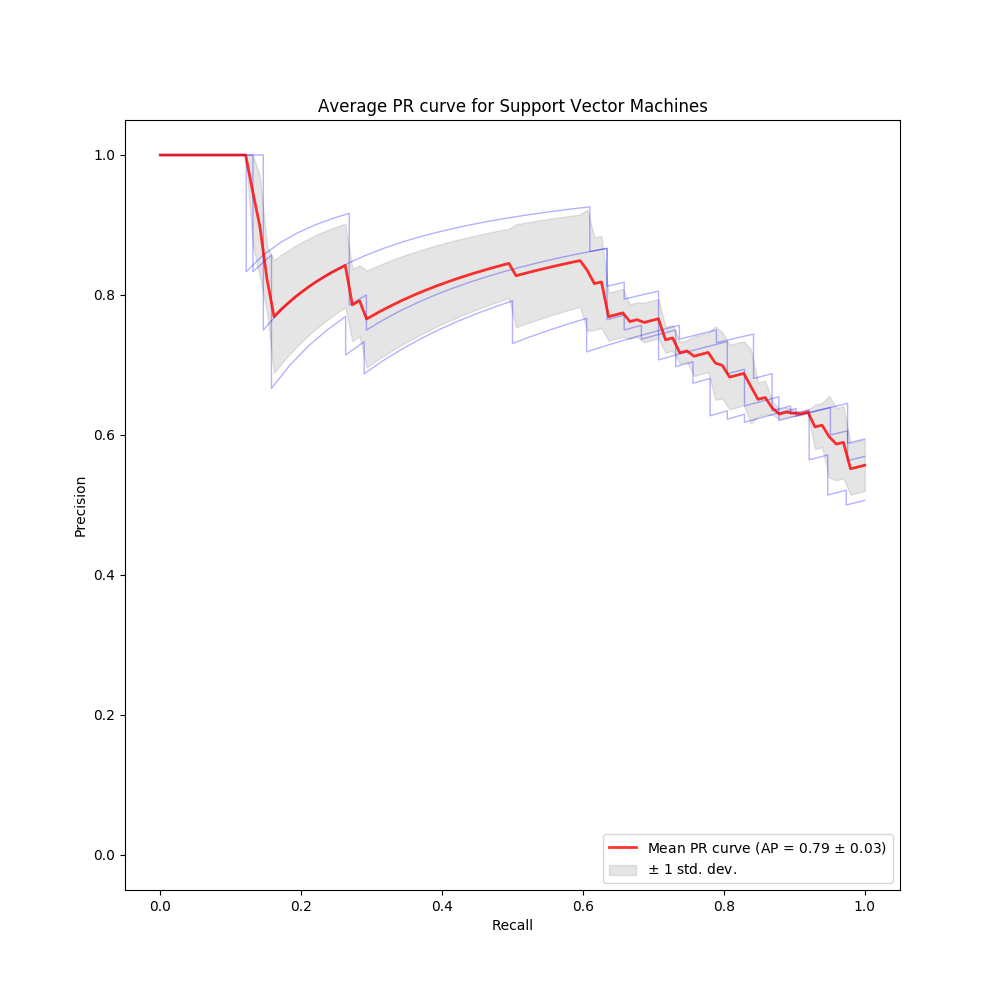 Average PR curve for Support Vector Machines
1.0
0.8
0.6
0.4
0.2
0.0
Precision
0.0 0.2 0.4 0.6 0.8 1.0
Recall
Mean PR curve (AP = 0.79 ± 0.03)
± 1 std. dev.